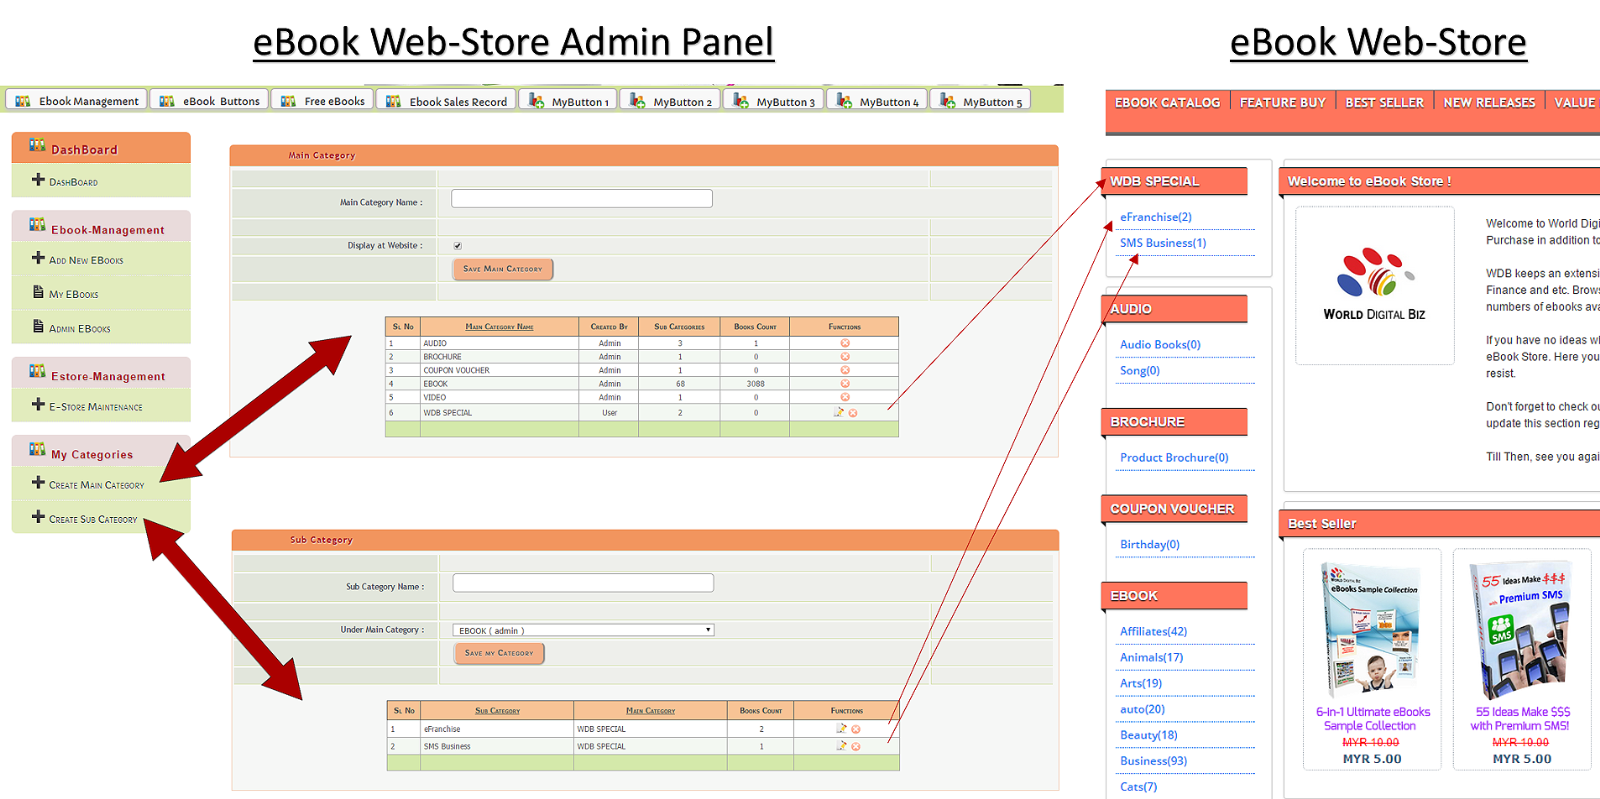 eBook Web-Store Admin Panel
eBook Web-Store
Ebook Management
eBook Buttons
Free eBooks
Ebook Sales Record
MyButton 1
MyButton 2
MyButton 3
MyButton 4
MyButton 5
DashBoard
DashBoard
Ebook-Management
Add New EBooks
My EBooks
Admin EBooks
Estore-Management
E-Store Maintenance
My Categories
Create Main Category
Create Sub Category
Main Category
Main Category Name :
Display at Website :
Save Main Category
Sl No Main Category Name Created By Sub Categories Books Count Functions
1 AUDIO Admin 3 1
2 BROCHURE Admin 1 0
3 COUPON VOUCHER Admin 1 0
4 EBOOK Admin 68 3088
5 VIDEO Admin 1 0
6 WDB SPECIAL User 2 0
Sub Category
Sub Category Name :
Under Main Category : EBOOK ( admin )
Save my Category
Sl No Sub Category Main Category Books Count Functions
1 eFranchise WDB SPECIAL 2
2 SMS Business WDB SPECIAL 1
EBOOK CATALOG
FEATURE BUY
BEST SELLER
NEW RELEASES
VALUE
WDB SPECIAL
eFranchise(2)
SMS Business(1)
AUDIO
Audio Books(0)
Song(0)
BROCHURE
Product Brochure(0)
COUPON VOUCHER
Birthday(0)
EBOOK
Affiliates(42)
Animals(17)
Arts(19)
auto(20)
Beauty(18)
Business(93)
Cats(7)
Welcome to eBook Store !
WORLD DIGITAL BIZ
Welcome to World Digi
Purchase in addition to
WDB keeps an extensi
Finance and etc. Brows
numbers of ebooks ava
If you have no ideas wh
eBook Store. Here you
resist.
Don't forget to check ou
update this section reg
Till Then, see you agai
Best Seller
eBooks Sample Collection
6-In-1 Ultimate eBooks
Sample Collection
MYR 10.00
MYR 5.00
55 Ideas Make $$$
with Premium SMS
SMS
55 Ideas Make $$$
with Premium SMS!
MYR 10.00
MYR 5.00